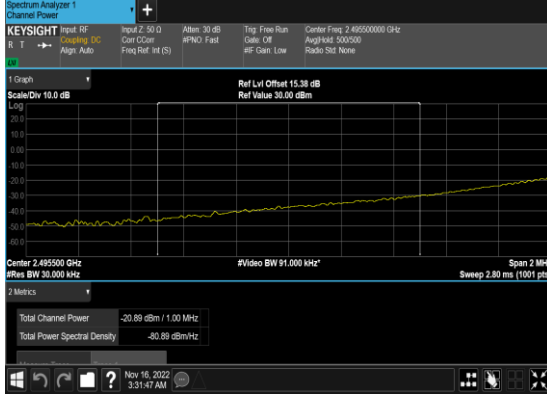 Spectrum Analyzer 1
Channel Power
+
KEYSIGHT Input: RF Input Z: 50 Ω Atten: 30 dB Trig: Free Run Center Freq: 2.495500000 GHz
R T Coupling: DC Corr CCorr #PNO: Fast Gate: Off Avg|Hold: 500/500
Align: Auto Freq Ref: Int (S) #IF Gain: Low Radio Std: None
1 Graph Ref Lvl Offset 15.38 dB
Scale/Div 10.0 dB Ref Value 30.00 dBm
Log
20.0
10.0
0.00
-10.0
-20.0
-30.0
-40.0
-50.0
-60.0
Center 2.495500 GHz #Video BW 91.000 kHz* Span 2 MH
#Res BW 30.000 kHz Sweep 2.80 ms (1001 pts
2 Metrics
Total Channel Power -20.89 dBm / 1.00 MHz
Total Power Spectral Density -80.89 dBm/Hz
? Nov 16, 2022
3:31:47 AM